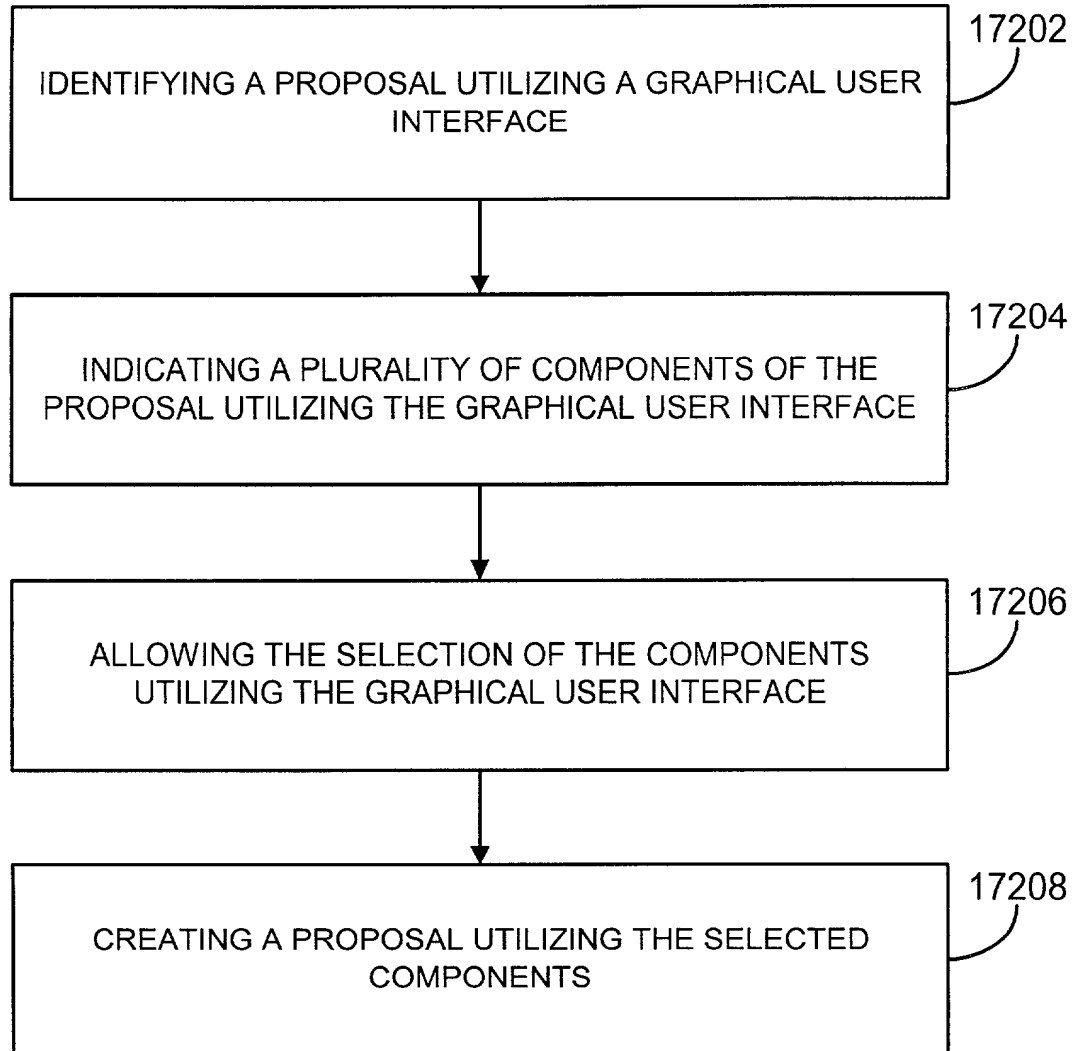 17202
IDENTIFYING A PROPOSAL UTILIZING A GRAPHICAL USER
INTERFACE
17204
INDICATING A PLURALITY OF COMPONENTS OF THE
PROPOSAL UTILIZING THE GRAPHICAL USER INTERFACE
17206
ALLOWING THE SELECTION OF THE COMPONENTS
UTILIZING THE GRAPHICAL USER INTERFACE
17208
CREATING A PROPOSAL UTILIZING THE SELECTED
COMPONENTS